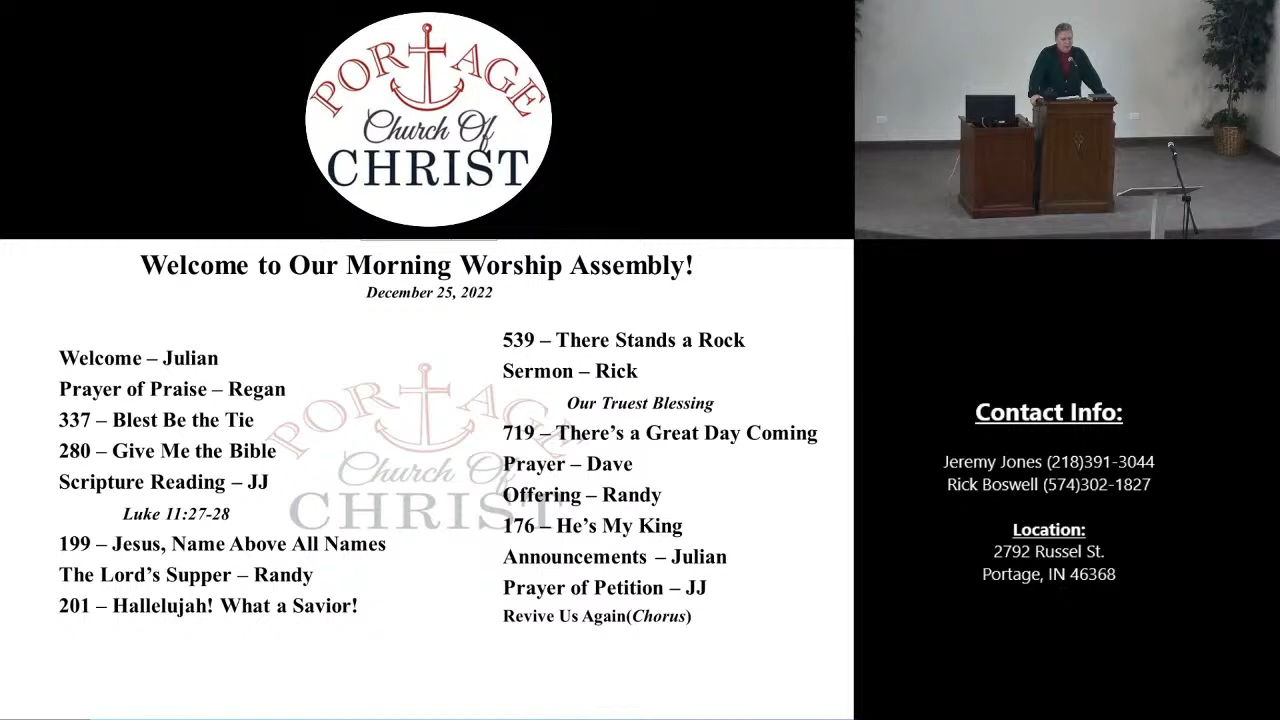 PORTAGE
Church Of
CHRIST
Welcome to Our Morning Worship Assembly!
December 25, 2022
Welcome – Julian
Prayer of Praise – Regan
337 – Blest Be the Tie
280 – Give Me the Bible
Scripture Reading – JJ
Luke 11:27-28
199 – Jesus, Name Above All Names
The Lord's Supper – Randy
201 – Hallelujah! What a Savior!
PORTAGE
Church Of
CHRIST
539 – There Stands a Rock
Sermon – Rick
Our Truest Blessing
719 – There's a Great Day Coming
Prayer – Dave
Offering – Randy
176 – He's My King
Announcements – Julian
Prayer of Petition – JJ
Revive Us Again(Chorus)
Contact Info:
Jeremy Jones (218)391-3044
Rick Boswell (574)302-1827
Location:
2792 Russel St.
Portage, IN 46368